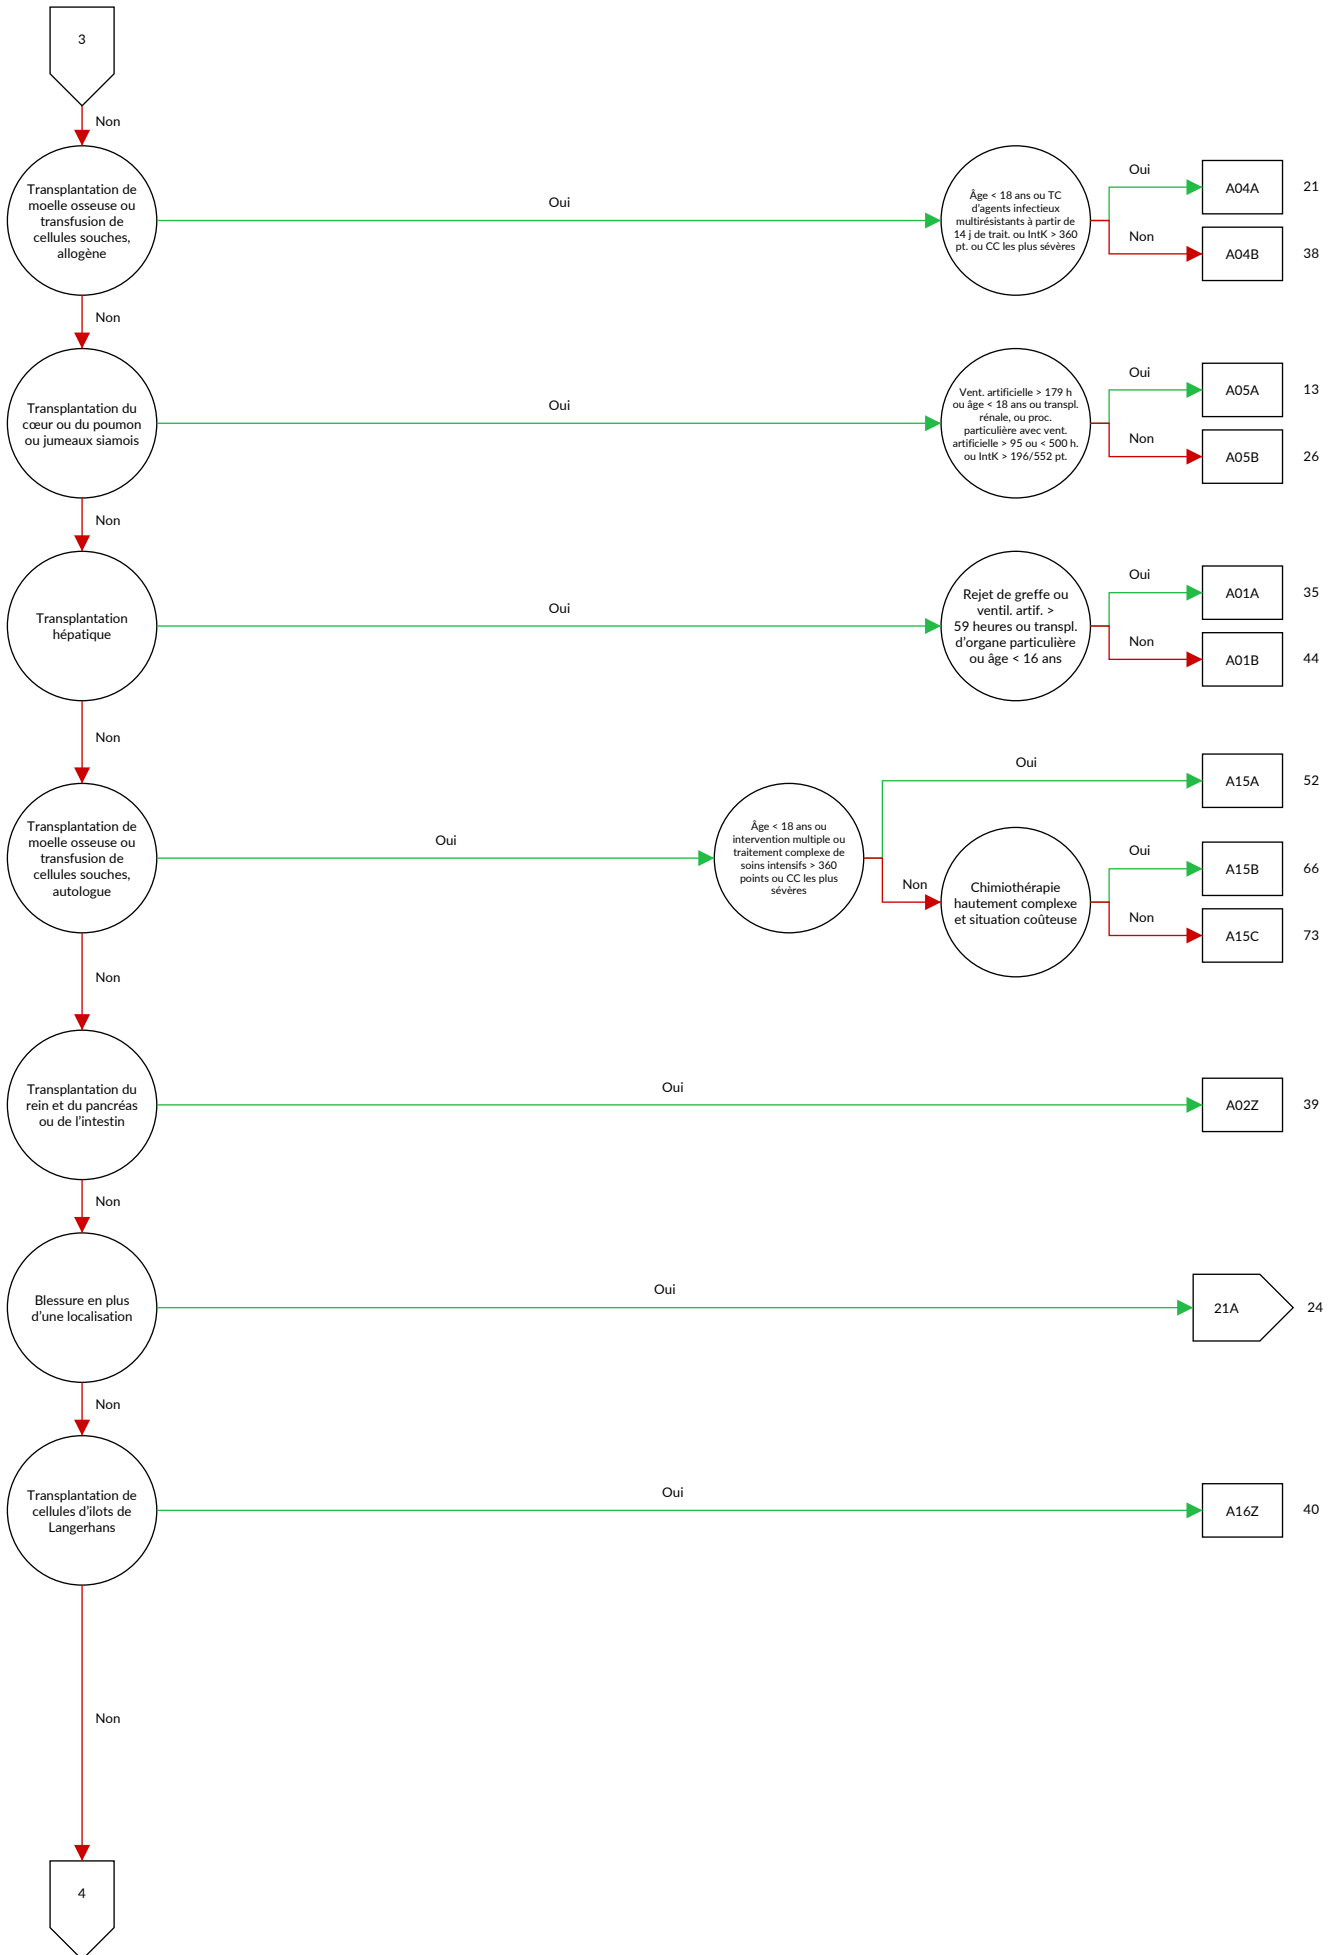 3
Non
Transplantation de
moelle osseuse ou
transfusion de
cellules souches,
allogène
Oui
Âge < 18 ans ou TC
d'agents infectieux
multirésistants à partir de
14 j de trait. ou IntK > 360
pt. ou CC les plus sévères
Oui
A04A
21
Non
A04B
38
Non
Transplantation du
cœur ou du poumon
ou jumeaux siamois
Oui
Vent. artificielle > 179 h
ou âge < 18 ans ou transpl.
rénale, ou proc.
particulière avec vent.
artificielle > 95 ou < 500 h.
ou IntK > 196/552 pt.
Oui
A05A
13
Non
A05B
26
Non
Transplantation
hépatique
Oui
Rejet de greffe ou
ventil. artif. >
59 heures ou transpl.
d'organe particulière
ou âge < 16 ans
Oui
A01A
35
Non
A01B
44
Non
Transplantation de
moelle osseuse ou
transfusion de
cellules souches,
autologue
Oui
Âge < 18 ans ou
intervention multiple ou
traitement complexe de
soins intensifs > 360
points ou CC les plus
sévères
Oui
A15A
52
Non
Chimiothérapie
hautement complexe
et situation coûteuse
Oui
A15B
66
Non
A15C
73
Non
Transplantation du
rein et du pancréas
ou de l'intestin
Oui
A02Z
39
Non
Blessure en plus
d'une localisation
Oui
21A
24
Non
Transplantation de
cellules d'ilots de
Langerhans
Oui
A16Z
40
Non
4